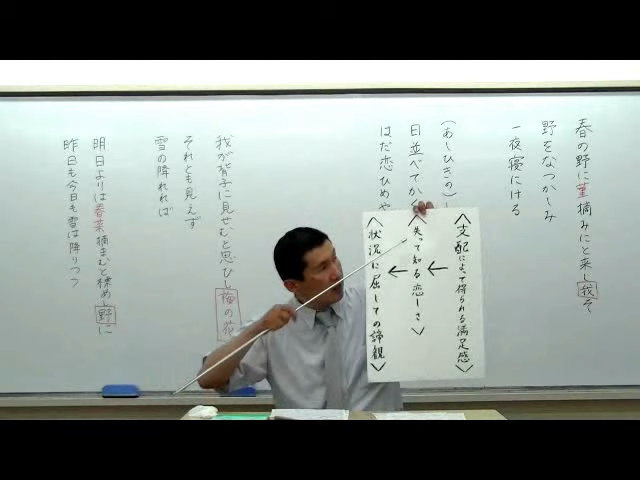 春の野に菫摘みにと来し我そ
野をなつかしみ
一夜寝にける
(あしひきの)
日並べてかく
はだ恋ひめや
〈支配によって得られる満足感〉
〈失って知る恋しさ〉
〈状況に屈しての諦観〉
我が背子に見せむと思ひし梅の花
それとも見えず
雪の降れれば
明日よりは春菜摘まむと標めし野に
昨日も今日も雪は降りつつ